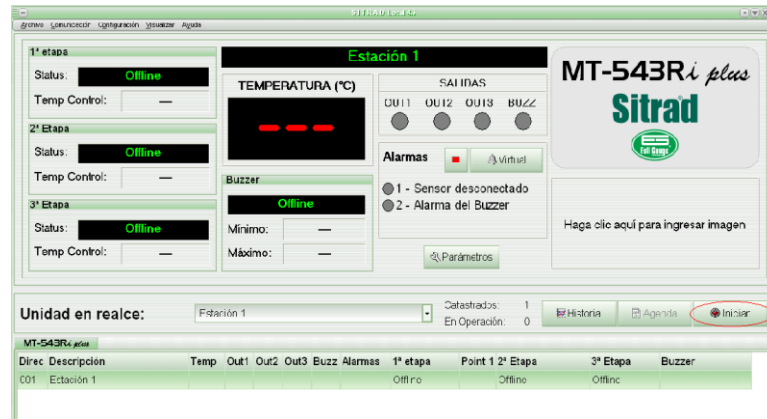 SITRAD Local
Archivo Comunicación Configuración Visualizar Ayuda
1ª etapa
Status: Offline
Temp Control: —
2ª Etapa
Status: Offline
Temp Control: —
3ª Etapa
Status: Offline
Temp Control: —
Estación 1
TEMPERATURA (°C)
---
Buzzer
Offline
Mínimo: —
Máximo: —
SALIDAS
OUT1 OUT2 OUT3 BUZZ
Alarmas Virtual
1 - Sensor desconectado
2 - Alarma del Buzzer
Parámetros
MT-543Ri plus
Sitrad
Full Gauge
Haga clic aquí para ingresar imagen
Unidad en realce: Estación 1
Catastrados: 1
En Operación: 0
Historia Agenda Iniciar
MT-543Ri plus
Direc Descripción Temp Out1 Out2 Out3 Buzz Alarmas 1ª etapa Point 1 2ª Etapa 3ª Etapa Buzzer
001 Estación 1 Offline Offline Offline